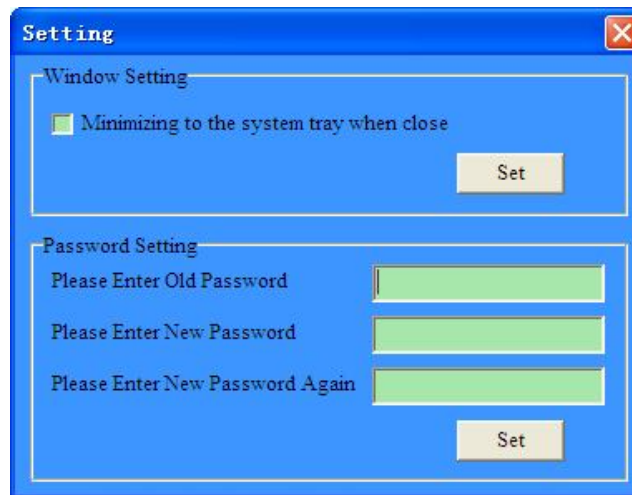 Setting
Window Setting
Minimizing to the system tray when close
Set
Password Setting
Please Enter Old Password
Please Enter New Password
Please Enter New Password Again
Set